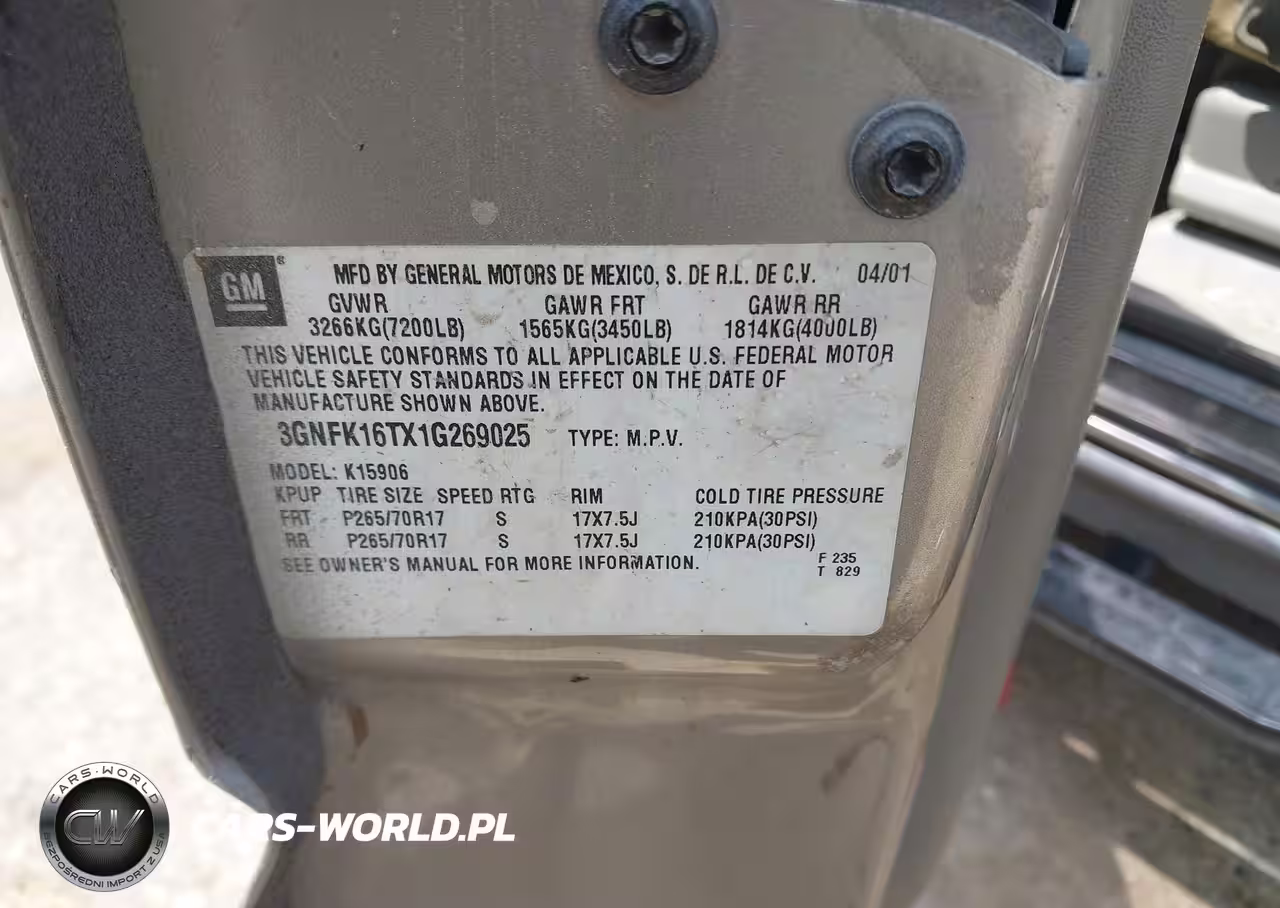 GM®
MFD BY GENERAL MOTORS DE MEXICO, S. DE R.L. DE C.V. 04/01
GVWR GAWR FRT GAWR RR
3266KG(7200LB) 1565KG(3450LB) 1814KG(4000LB)
THIS VEHICLE CONFORMS TO ALL APPLICABLE U.S. FEDERAL MOTOR
VEHICLE SAFETY STANDARDS IN EFFECT ON THE DATE OF
MANUFACTURE SHOWN ABOVE.
3GNFK16TX1G269025 TYPE: M.P.V.
MODEL: K15906
KPUP TIRE SIZE SPEED RTG RIM COLD TIRE PRESSURE
FRT P265/70R17 S 17X7.5J 210KPA(30PSI)
RR P265/70R17 S 17X7.5J 210KPA(30PSI)
SEE OWNER'S MANUAL FOR MORE INFORMATION.
F 235
T 829
CARS-WORLD
CW
BEZPOŚREDNI IMPORT Z USA
CARS-WORLD.PL